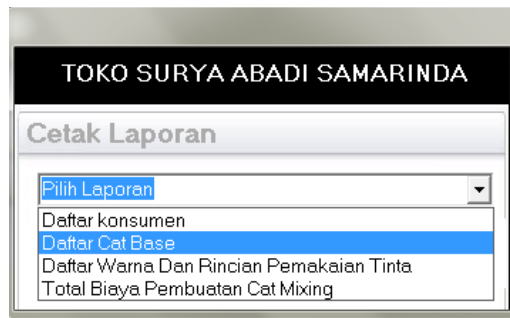 TOKO SURYA ABADI SAMARINDA
Cetak Laporan
Pilih Laporan
Daftar konsumen
Daftar Cat Base
Daftar Warna Dan Rincian Pemakaian Tinta
Total Biaya Pembuatan Cat Mixing